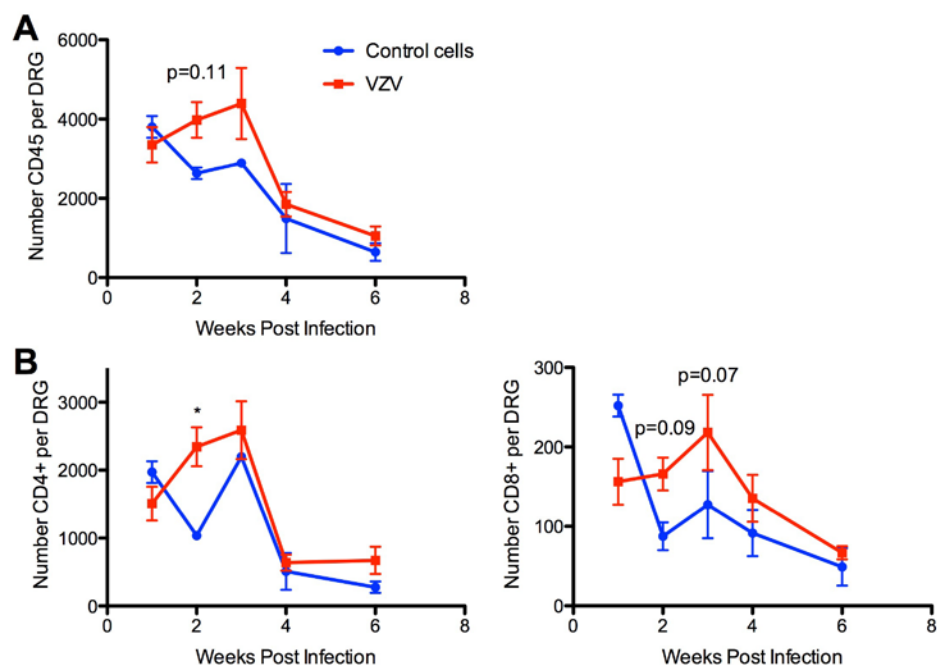 A
Number CD45 per DRG
6000
4000
2000
0
p=0.11
Control cells
VZV
0 2 4 6 8
Weeks Post Infection
B
Number CD4+ per DRG
3000
2000
1000
0
*
0 2 4 6 8
Weeks Post Infection
Number CD8+ per DRG
300
200
100
0
p=0.07
p=0.09
0 2 4 6 8
Weeks Post Infection